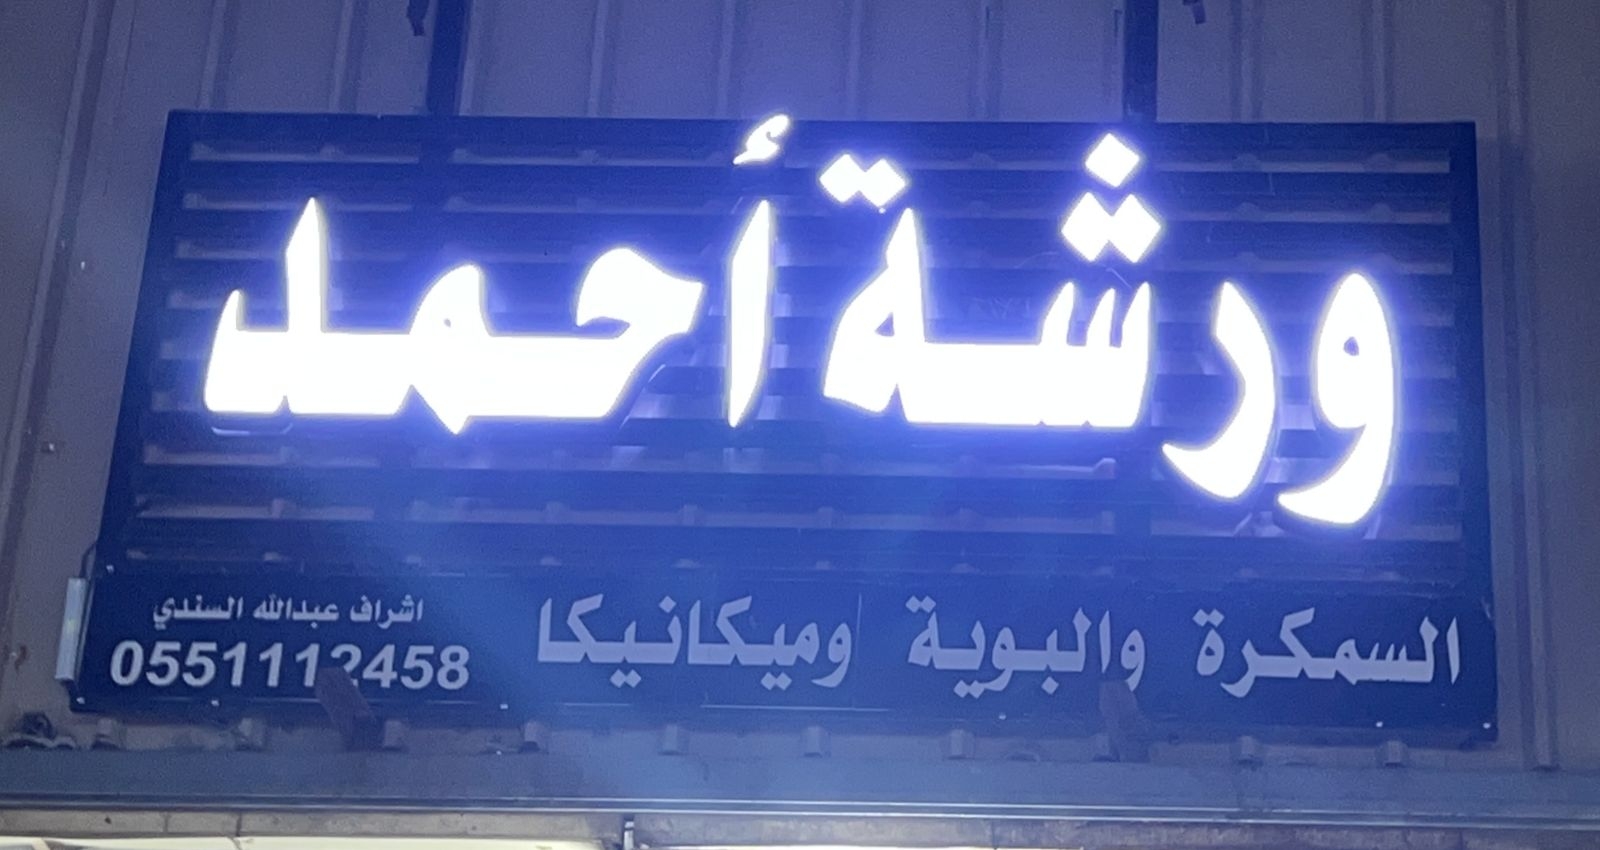 ورشة أحمد
السمكرة والبوية وميكانيكا
اشراف عبدالله السندي
0551112458